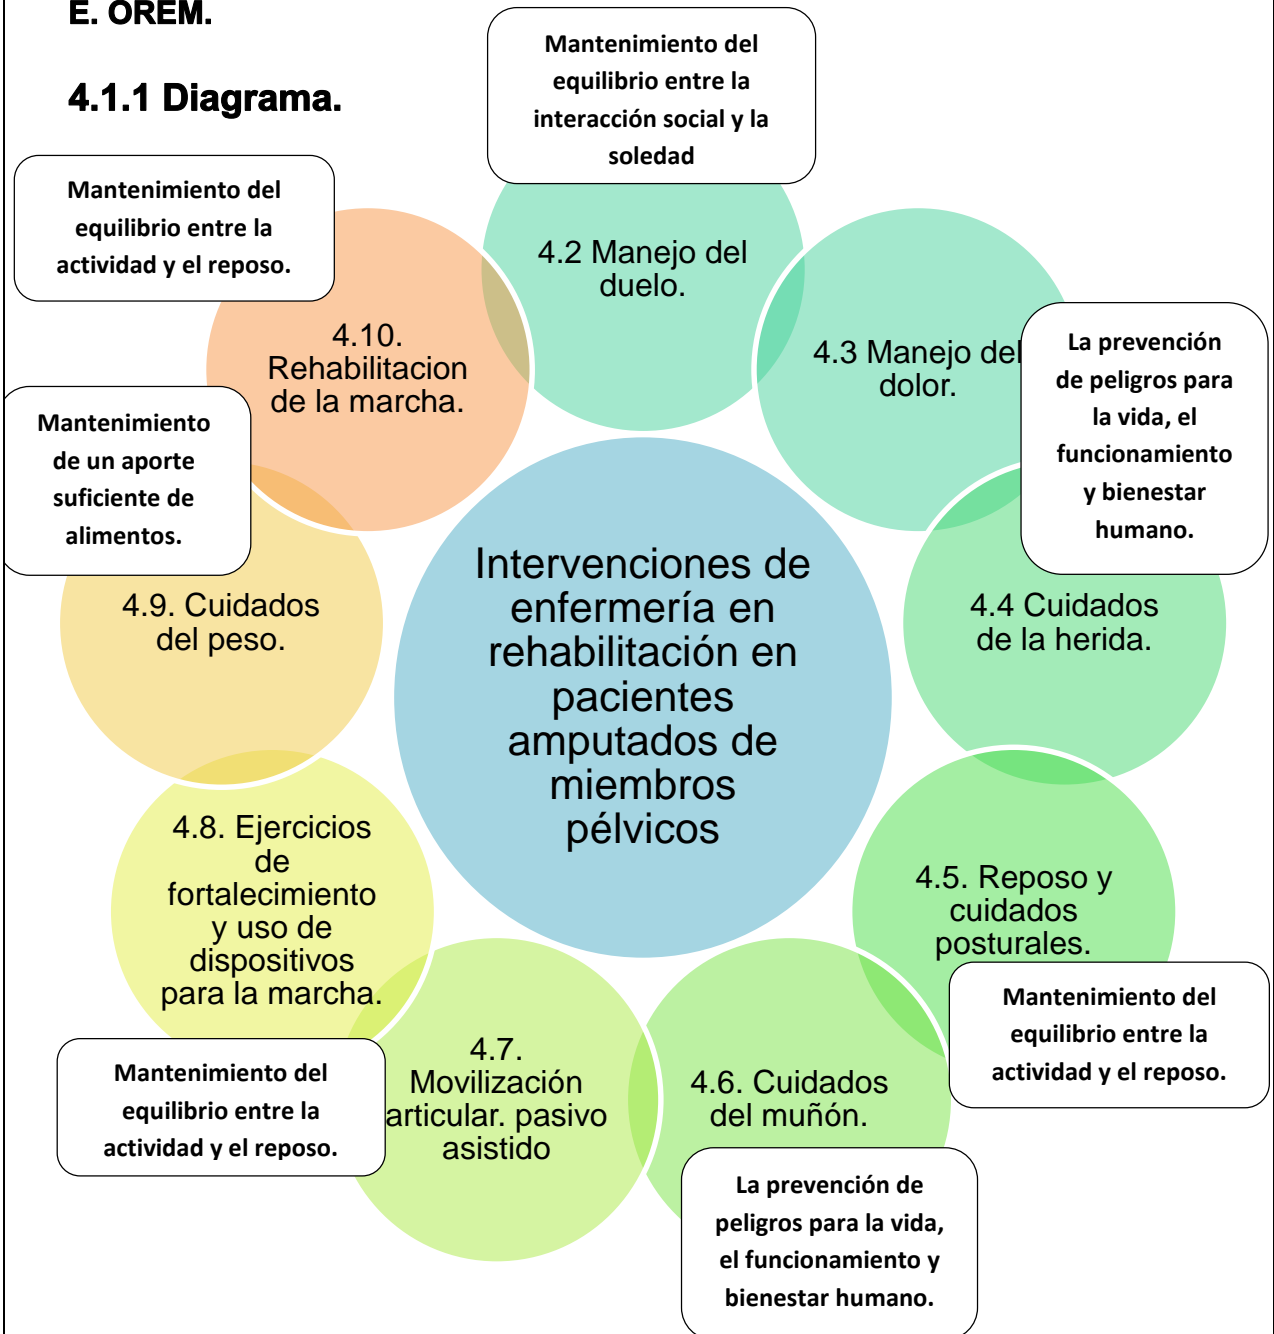 E. OREM.
4.1.1 Diagrama.
Mantenimiento del
equilibrio entre la
interacción social y la
soledad
Mantenimiento del
equilibrio entre la
actividad y el reposo.
4.2 Manejo del
duelo.
4.10.
Rehabilitacion
de la marcha.
4.3 Manejo del
dolor.
La prevención
de peligros para
la vida, el
funcionamiento
y bienestar
humano.
Mantenimiento
de un aporte
suficiente de
alimentos.
Intervenciones de
enfermería en
rehabilitación en
pacientes
amputados de
miembros
pélvicos
4.9. Cuidados
del peso.
4.4 Cuidados
de la herida.
4.8. Ejercicios
de
fortalecimiento
y uso de
dispositivos
para la marcha.
4.5. Reposo y
cuidados
posturales.
Mantenimiento del
equilibrio entre la
actividad y el reposo.
Mantenimiento del
equilibrio entre la
actividad y el reposo.
4.7.
Movilización
articular. pasivo
asistido
4.6. Cuidados
del muñón.
La prevención de
peligros para la vida,
el funcionamiento y
bienestar humano.